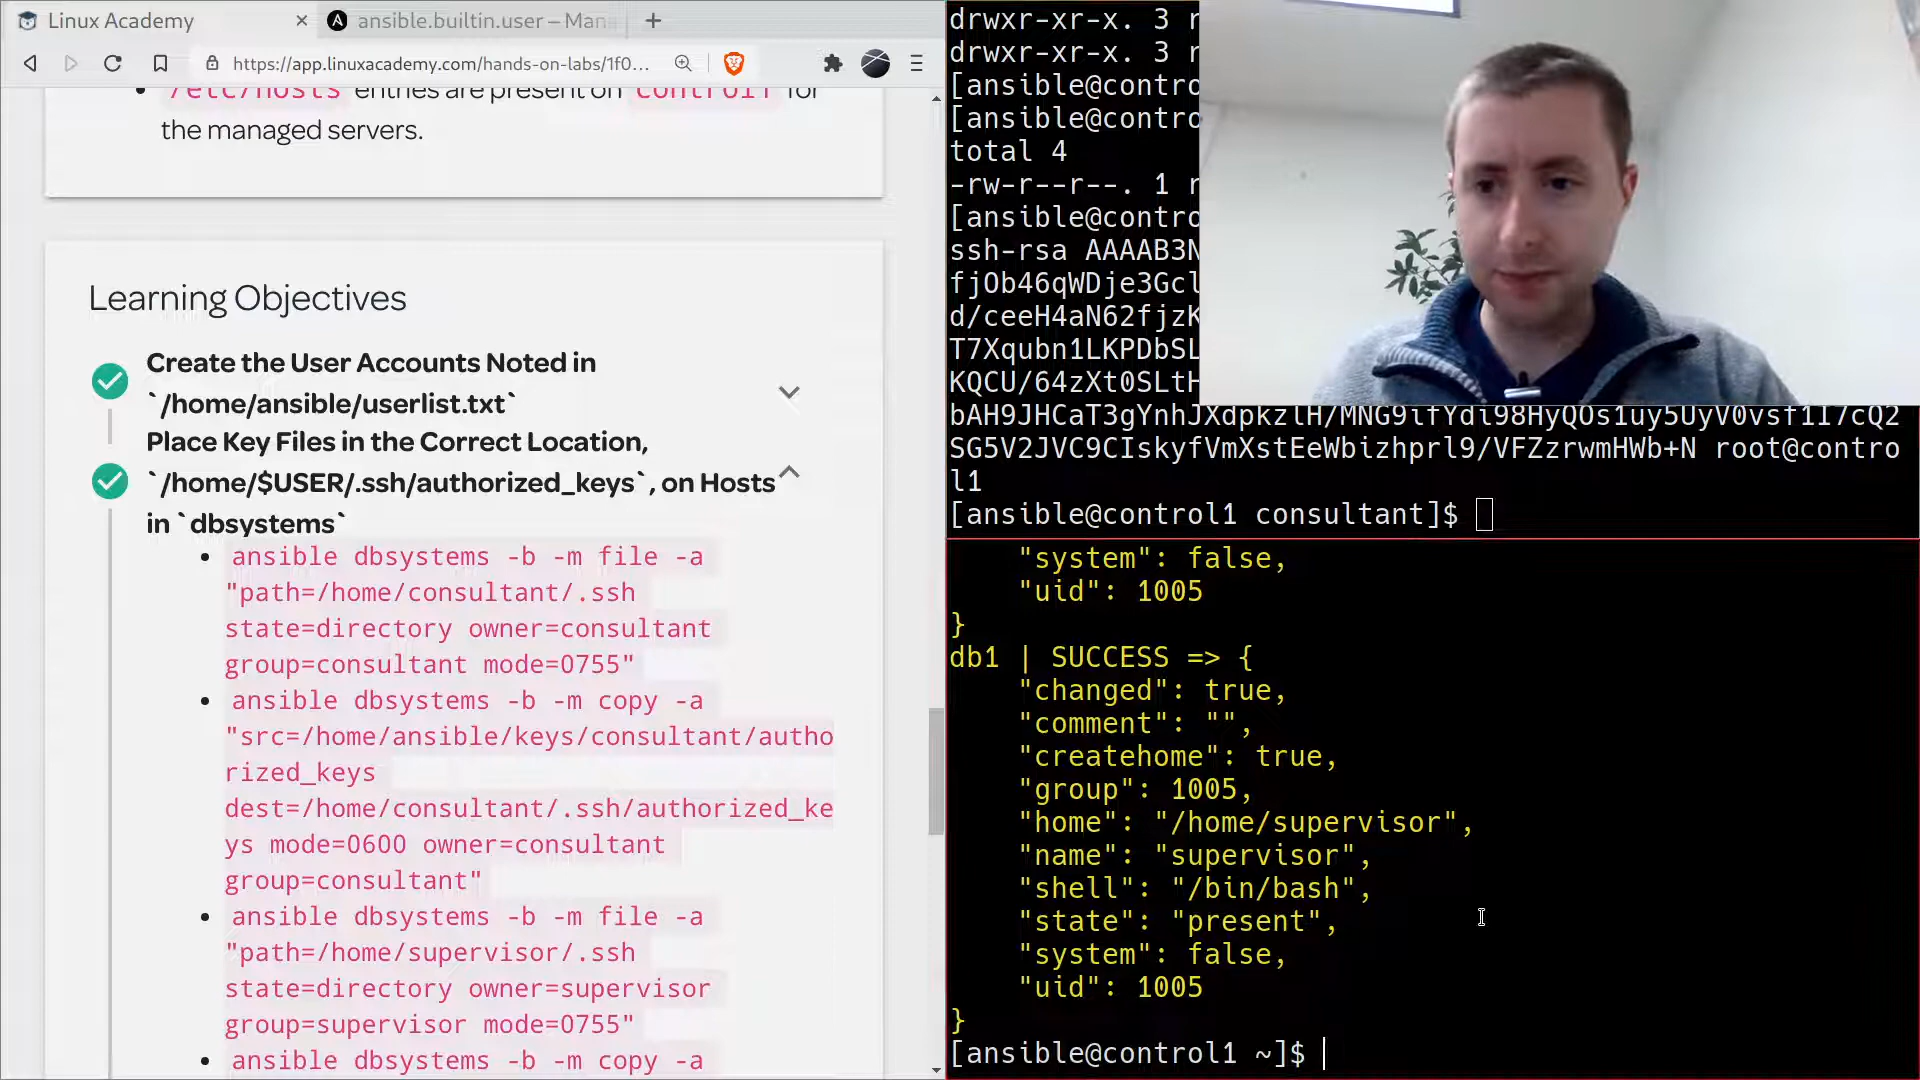 Linux Academy
ansible.builtin.user – Man
https://app.linuxacademy.com/hands-on-labs/1f0...
/etc/hosts entries are present on control1 for
the managed servers.
Learning Objectives
Create the User Accounts Noted in
`/home/ansible/userlist.txt`
Place Key Files in the Correct Location,
`/home/$USER/.ssh/authorized_keys`, on Hosts
in `dbsystems`
ansible dbsystems -b -m file -a
"path=/home/consultant/.ssh
state=directory owner=consultant
group=consultant mode=0755"
ansible dbsystems -b -m copy -a
"src=/home/ansible/keys/consultant/autho
rized_keys
dest=/home/consultant/.ssh/authorized_ke
ys mode=0600 owner=consultant
group=consultant"
ansible dbsystems -b -m file -a
"path=/home/supervisor/.ssh
state=directory owner=supervisor
group=supervisor mode=0755"
ansible dbsystems -b -m copy -a
drwxr-xr-x. 3 r
drwxr-xr-x. 3 r
[ansible@contro
[ansible@contro
total 4
-rw-r--r--. 1 r
[ansible@contro
ssh-rsa AAAAB3N
fjOb46qWDje3Gcl
d/ceeH4aN62fjzK
T7Xqubn1LKPDbSL
KQCU/64zXt0SLtH
bAH9JHCaT3gYnhJXdpkzlH/MNG9ifYdi98HyQOs1uy5UyV0vsf1I7cQ2
SG5V2JVC9CIskyfVmXstEeWbizhprl9/VFZzrwmHWb+N root@contro
l1
[ansible@control1 consultant]$
"system": false,
"uid": 1005
}
db1 | SUCCESS => {
"changed": true,
"comment": "",
"createhome": true,
"group": 1005,
"home": "/home/supervisor",
"name": "supervisor",
"shell": "/bin/bash",
"state": "present",
"system": false,
"uid": 1005
}
[ansible@control1 ~]$